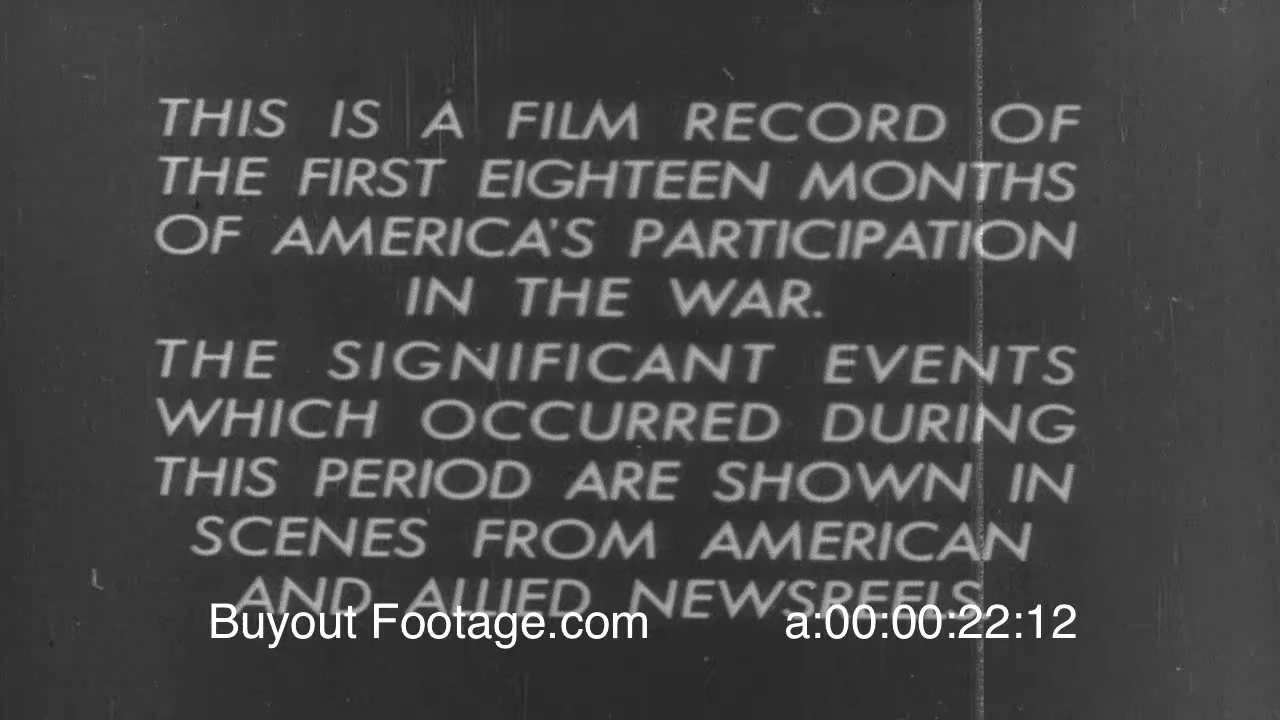 THIS IS A FILM RECORD OF
THE FIRST EIGHTEEN MONTHS
OF AMERICA'S PARTICIPATION
IN THE WAR.
THE SIGNIFICANT EVENTS
WHICH OCCURRED DURING
THIS PERIOD ARE SHOWN IN
SCENES FROM AMERICAN
AND ALLIED NEWSREELS.
Buyout Footage.com a:00:00:22:12